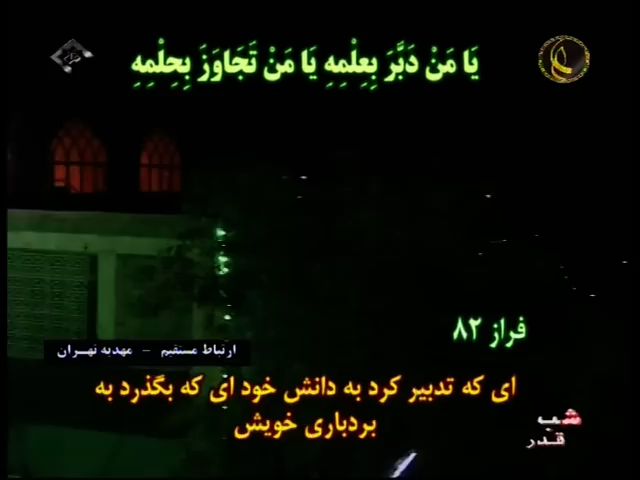 يَا مَنْ دَبَّرَ بِعِلْمِهِ يَا مَنْ تَجَاوَزَ بِحِلْمِهِ
فراز ۸۲
ارتباط مستقیم – مهدیه تهران
ای که تدبیر کرد به دانش خود ای که بگذرد به
بردباری خویش
شب
قدر